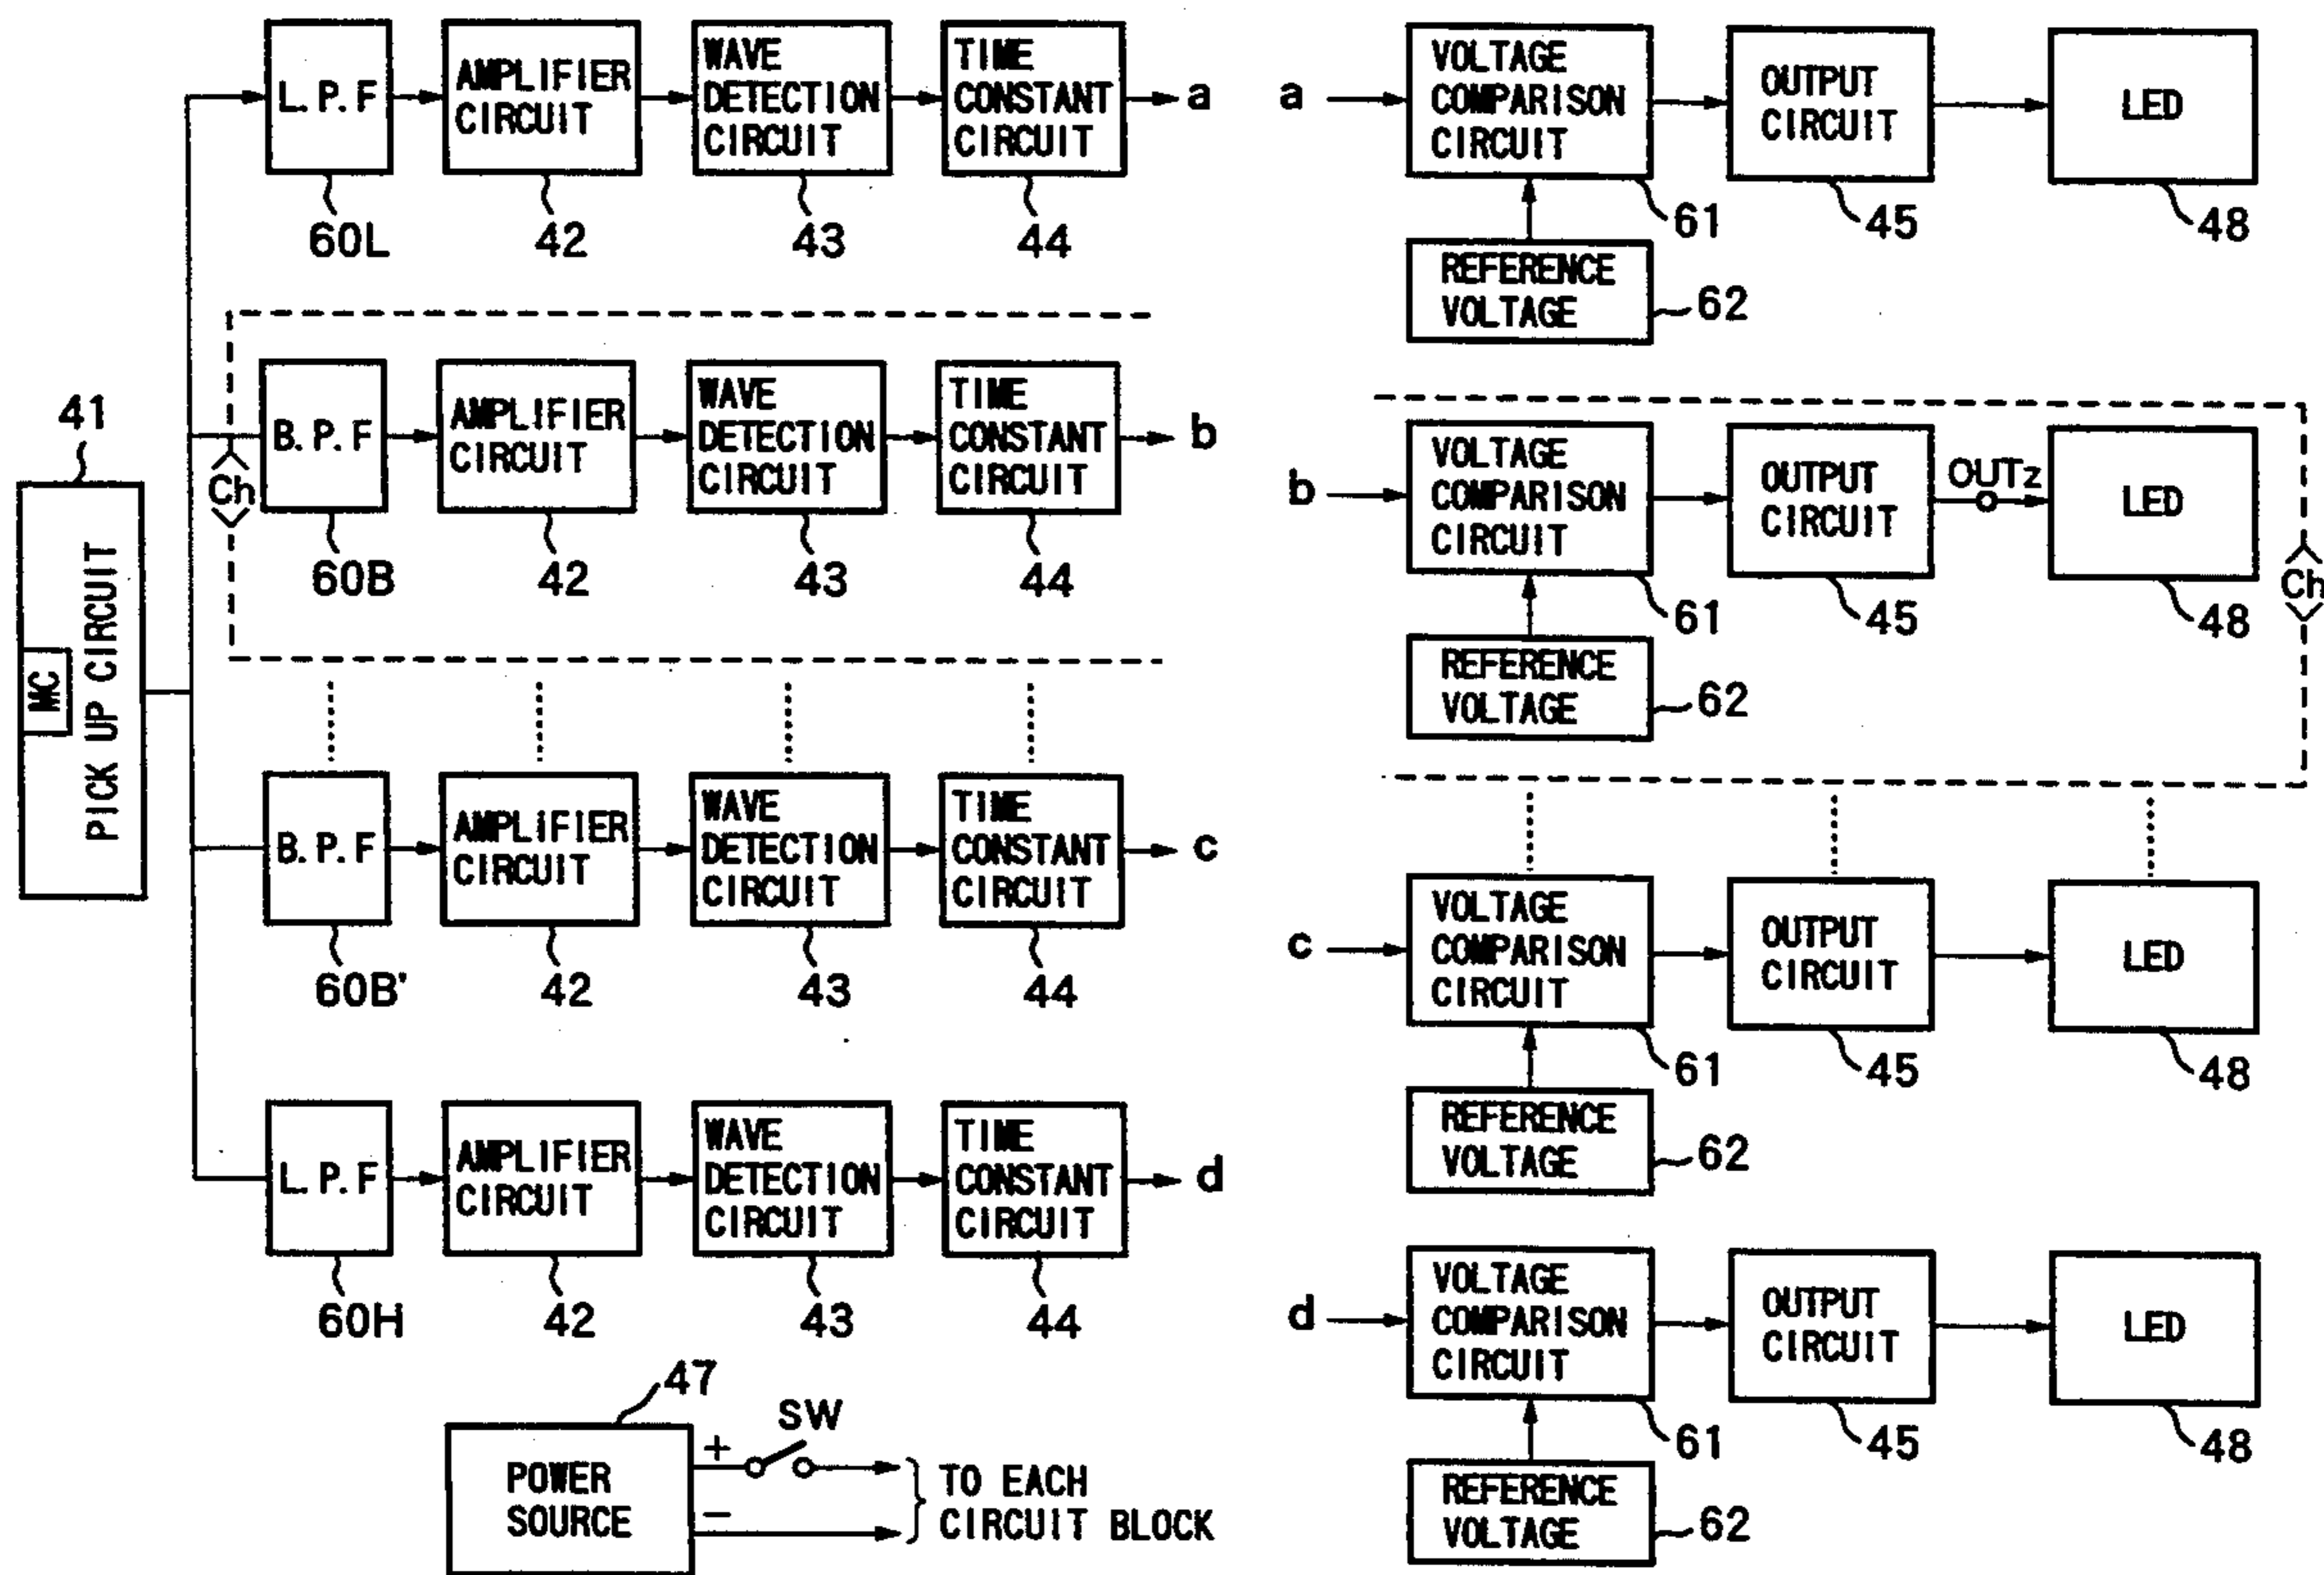 L. P. F
AMPLIFIER
CIRCUIT
WAVE
DETECTION
CIRCUIT
TIME
CONSTANT
CIRCUIT
a
60L
42
43
44
a
VOLTAGE
COMPARISON
CIRCUIT
OUTPUT
CIRCUIT
LED
61
45
48
REFERENCE
VOLTAGE
62
41
MC
PICK UP CIRCUIT
Ch
B. P. F
AMPLIFIER
CIRCUIT
WAVE
DETECTION
CIRCUIT
TIME
CONSTANT
CIRCUIT
b
60B
42
43
44
b
VOLTAGE
COMPARISON
CIRCUIT
OUTPUT
CIRCUIT
OUTz
LED
Ch
61
45
48
REFERENCE
VOLTAGE
62
B. P. F
AMPLIFIER
CIRCUIT
WAVE
DETECTION
CIRCUIT
TIME
CONSTANT
CIRCUIT
c
60B'
42
43
44
c
VOLTAGE
COMPARISON
CIRCUIT
OUTPUT
CIRCUIT
LED
61
45
48
REFERENCE
VOLTAGE
62
L. P. F
AMPLIFIER
CIRCUIT
WAVE
DETECTION
CIRCUIT
TIME
CONSTANT
CIRCUIT
d
60H
42
43
44
d
VOLTAGE
COMPARISON
CIRCUIT
OUTPUT
CIRCUIT
LED
61
45
48
REFERENCE
VOLTAGE
62
47
POWER
SOURCE
+
SW
−
TO EACH
CIRCUIT BLOCK